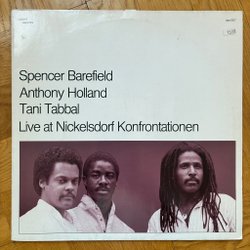 Spencer Barefield
Anthony Holland
Tani Tabbal
Live at Nickelsdorf Konfrontationen